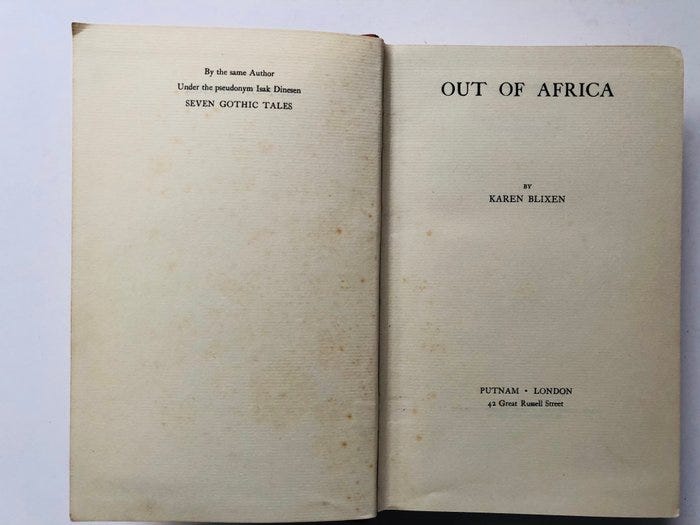 By the same Author
Under the pseudonym Isak Dinesen
SEVEN GOTHIC TALES
OUT OF AFRICA
BY
KAREN BLIXEN
PUTNAM • LONDON
42 Great Russell Street